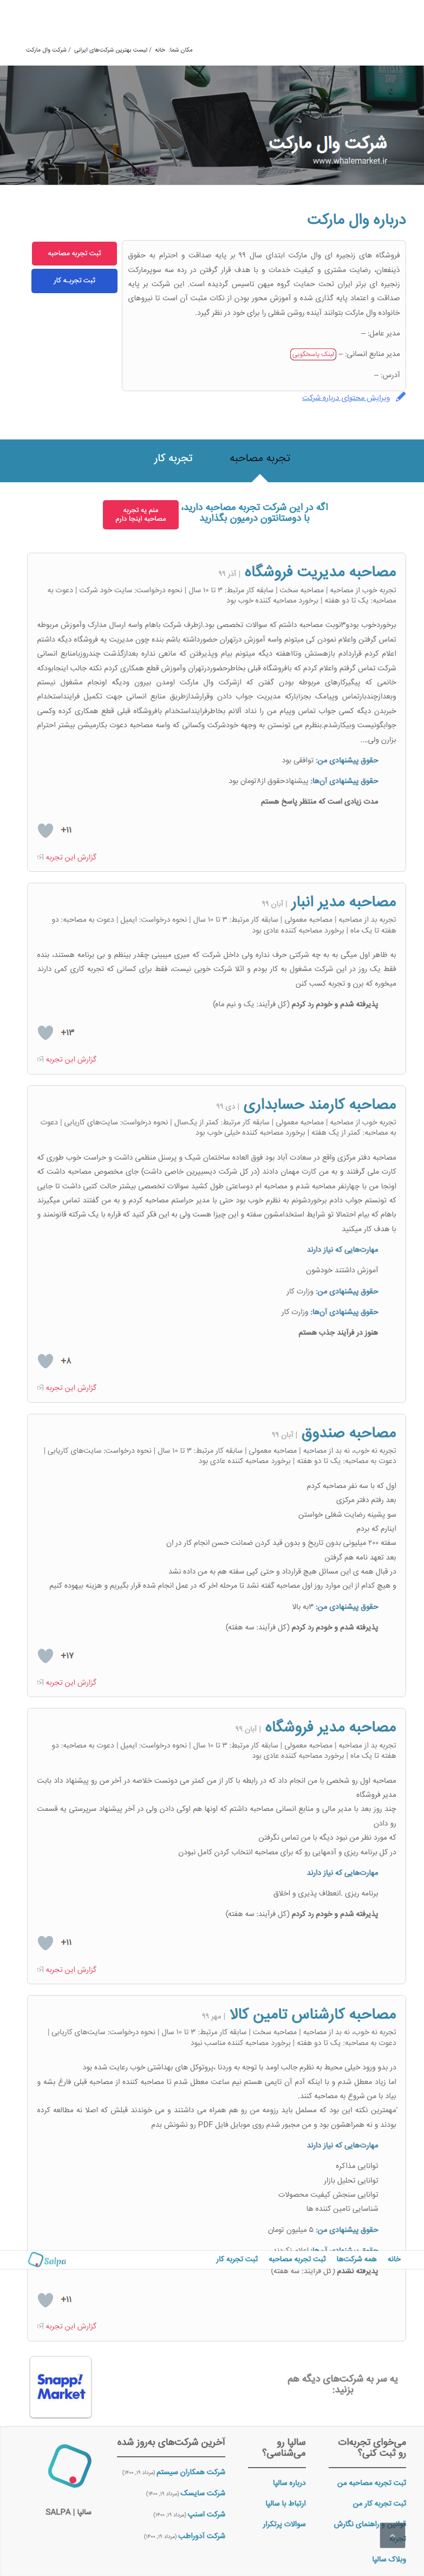 مکان شما: خانه / لیست بهترین شرکت‌های ایرانی / شرکت وال مارکت
شرکت وال مارکت
www.whalemarket.ir
درباره وال مارکت
فروشگاه های زنجیره ای وال مارکت ابتدای سال ۹۹ بر پایه صداقت و احترام به حقوق
ذینفعان، رضایت مشتری و کیفیت خدمات و با هدف قرار گرفتن در رده سه سوپرمارکت
زنجیره ای برتر ایران تحت حمایت گروه میهن تاسیس گردیده است. این شرکت بر پایه
صداقت و اعتماد پایه گذاری شده و آموزش محور بودن از نکات مثبت آن است تا نیروهای
خانواده وال مارکت بتوانند آینده روشن شغلی را برای خود در نظر گیرد.
مدیر عامل: --
مدیر منابع انسانی: -- لینک پاسخگویی
آدرس: --
ثبت تجربه مصاحبه
ثبت تجربـه کار
ویرایش محتوای درباره شرکت
تجربه مصاحبه
تجربه کار
اگه در این شرکت تجربه مصاحبه دارید،
با دوستانتون درمیون بگذارید
منم یه تجربه
مصاحبه اینجا دارم
مصاحبه مدیریت فروشگاه | آذر ۹۹
تجربه خوب از مصاحبه | مصاحبه سخت | سابقه کار مرتبط: ۳ تا ۱۰ سال | نحوه درخواست: سایت خود شرکت | دعوت به
مصاحبه: یک تا دو هفته | برخورد مصاحبه کننده خوب بود
برخوردخوب بودو۳نوبت مصاحبه داشتم که سوالات تخصصی بود.ازطرف شرکت باهام واسه ارسال مدارک وآموزش مربوطه
تماس گرفتن واعلام نمودن کی میتونم واسه آموزش درتهران حضورداشته باشم بنده چون مدیریت یه فروشگاه دیگه داشتم
اعلام کردم قراردادم بازهستش وتا۱هفته دیگه میتونم بیام وپذیرفتن که مانعی نداره بعدازگذشت چندروزبامنابع انسانی
شرکت تماس گرفتم واعلام کردم که بافروشگاه قبلی بخاطرحضوردرتهران وآموزش قطع همکاری کردم نکته جالب اینجابودکه
خانمی که پیگیرکارهای مربوطه بودن گفتن که ازشرکت وال مارکت اومدن بیرون ودیگه اونجام مشغول نیستم
وبعدازچندبارتماس وپیامک بجزاباراکه مدیریت جواب دادن وقرارشدازطریق منابع انسانی جهت تکمیل فراینداستخدام
خبربدن دیگه کسی جواب تماس وپیام من را نداد آلانم بخاطرفراینداستخدام بافروشگاه قبلی قطع همکاری کرده وکسی
جوابگونیست وبیکارشدم.بنظرم می تونستن به وجهه خودشرکت وکسانی که واسه مصاحبه دعوت بکارمیشن بیشتر احترام
بزارن ولی....
حقوق پیشنهادی من: توافقی بود
حقوق پیشنهادی آن‌ها: پیشنهادحقوق از۸تومان بود
مدت زیادی است که منتظر پاسخ هستم
+۱۱
گزارش این تجربه
مصاحبه مدیر انبار | آبان ۹۹
تجربه بد از مصاحبه | مصاحبه معمولی | سابقه کار مرتبط: ۳ تا ۱۰ سال | نحوه درخواست: ایمیل | دعوت به مصاحبه: دو
هفته تا یک ماه | برخورد مصاحبه کننده عادی بود
به ظاهر اول میگی به به چه شرکتی حرف نداره ولی داخل شرکت که میری میبینی چقدر بینظم و بی برنامه هستند، بنده
فقط یک روز در این شرکت مشغول به کار بودم و اتلا شرکت خوبی نیست، فقط برای کسانی که تجربه کاری کمی دارند
میخوره که برن و تجربه کسب کنن
پذیرفته شدم و خودم رد کردم (کل فرآیند: یک و نیم ماه)
+۱۳
گزارش این تجربه
مصاحبه کارمند حسابداری | دی ۹۹
تجربه خوب از مصاحبه | مصاحبه معمولی | سابقه کار مرتبط: کمتر از یک‌سال | نحوه درخواست: سایت‌های کاریابی | دعوت
به مصاحبه: کمتر از یک هفته | برخورد مصاحبه کننده خیلی خوب بود
مصاحبه دفتر مرکزی واقع در سعادت آباد بود فوق العاده ساختمان شیک و پرسنل منظمی داشت و حراست خوب طوری که
کارت ملی گرفتند و به من کارت مهمان دادند (در کل شرکت دیسیپرین خاصی داشت) جای مخصوص مصاحبه داشت که
اونجا من با چهارنفر مصاحبه شدم و مصاحبه ام دوساعتی طول کشید سوالات تخصصی بیشتر حالت کتبی داشت تا جایی
که تونستم جواب دادم برخوردشونم به نظرم خوب بود حتی با مدیر حراستم مصاحبه کردم و به من گفتند تماس میگیرند
باهام که بیام احتمالا تو شرایط استخدامشون سفته و این چیزا هست ولی به این فکر کنید که قراره با یک شرکته قانونمند و
با هدف کار میکنید
مهارت‌هایی که نیاز دارند
آموزش داشتند خودشون
حقوق پیشنهادی من: وزارت کار
حقوق پیشنهادی آن‌ها: وزارت کار
هنوز در فرآیند جذب هستم
+۸
گزارش این تجربه
مصاحبه صندوق | آبان ۹۹
تجربه نه خوب، نه بد از مصاحبه | مصاحبه معمولی | سابقه کار مرتبط: ۳ تا ۱۰ سال | نحوه درخواست: سایت‌های کاریابی |
دعوت به مصاحبه: یک تا دو هفته | برخورد مصاحبه کننده عادی بود
اول که با سه نفر مصاحبه کردم
بعد رفتم دفتر مرکزی
سو پشینه رضایت شغلی خواستن
اینارم که بردم
سفته ۲۰۰ میلیونی بدون تاریخ و بدون قید کردن ضمانت حسن انجام کار در ان
بعد تعهد نامه هم گرفتن
در قبال همه ی این مسائل هیچ قرارداد و حتی کپی سفته هم به من داده نشد
و هیچ کدام از این موارد روز اول مصاحبه گفته نشد تا مرحله اخر که در عمل انجام شده قرار بگیریم و هزینه بیهوده کنیم
حقوق پیشنهادی من: ۳به بالا
پذیرفته شدم و خودم رد کردم (کل فرآیند: سه هفته)
+۱۷
گزارش این تجربه
مصاحبه مدیر فروشگاه | آبان ۹۹
تجربه بد از مصاحبه | مصاحبه معمولی | سابقه کار مرتبط: ۳ تا ۱۰ سال | نحوه درخواست: ایمیل | دعوت به مصاحبه: دو
هفته تا یک ماه | برخورد مصاحبه کننده عادی بود
مصاحبه اول رو شخصی با من انجام داد که در رابطه با کار از من کمتر می دونست خلاصه در آخر من رو پیشنهاد داد بابت
مدیر فروشگاه
چند روز بعد با مدیر مالی و منابع انسانی مصاحبه داشتم که اونها هم اوکی دادن ولی در آخر پیشنهاد سرپرستی یه قسمت
رو دادن
که مورد نظر من نبود دیگه با من تماس نگرفتن
در کل برنامه ریزی و آدمهایی رو که برای مصاحبه انتخاب کردن کامل نبودن
مهارت‌هایی که نیاز دارند
برنامه ریزی .انعطاف پذیری و اخلاق
پذیرفته شدم و خودم رد کردم (کل فرآیند: سه هفته)
+۱۱
گزارش این تجربه
مصاحبه کارشناس تامین کالا | مهر ۹۹
تجربه نه خوب، نه بد از مصاحبه | مصاحبه سخت | سابقه کار مرتبط: ۳ تا ۱۰ سال | نحوه درخواست: سایت‌های کاریابی |
دعوت به مصاحبه: یک تا دو هفته | برخورد مصاحبه کننده مناسب نبود
در بدو ورود خیلی محیط به نظرم جالب اومد با توجه به وردنا ،پروتوکل های بهداشتی خوب رعایت شده بود
اما زیاد معطل شدم و با اینکه آدم آن تایمی هستم نیم ساعت معطل شدم تا مصاحبه کننده از مصاحبه قبلی فارغ بشه و
بیاد با من شروع به مصاحبه کنند.
َمهمترین نکته این بود که مسلمل باید رزومه من رو هم همراه می داشتند و می خوندند قبلش که اصلا نه مطالعه کرده
بودند و نه همراهشون بود و من مجبور شدم روی موبایل فایل PDF رو نشونش بدم
مهارت‌هایی که نیاز دارند
توانایی مذاکره
توانایی تحلیل بازار
توانایی سنجش کیفیت محصولات
شناسایی تامین کننده ها
حقوق پیشنهادی من: ۵ میلیون تومان
خانه
همه شرکت‌ها
ثبت تجربه مصاحبه
ثبت تجربه کار
Salpa
پذیرفته نشدم (کل فرآیند: سه هفته)
+۱۱
گزارش این تجربه
یه سر به شرکت‌های دیگه هم
بزنید:
Snapp!
Market
می‌خوای تجربه‌ات
رو ثبت کنی؟
ثبت تجربه مصاحبه من
ثبت تجربه کار من
قوانین و راهنمای نگارش
تجربه
وبلاگ سالپا
سالپا رو
می‌شناسی؟
درباره سالپا
ارتباط با سالپا
سوالات پرتکرار
آخرین شرکت‌های به‌روز شده
شرکت همکاران سیستم (مرداد ۱۹, ۱۴۰۰)
شرکت سایسک (مرداد ۱۹, ۱۴۰۰)
شرکت اسنپ (مرداد ۱۹, ۱۴۰۰)
شرکت آدوراطب (مرداد ۱۹, ۱۴۰۰)
سالپا | SALPA